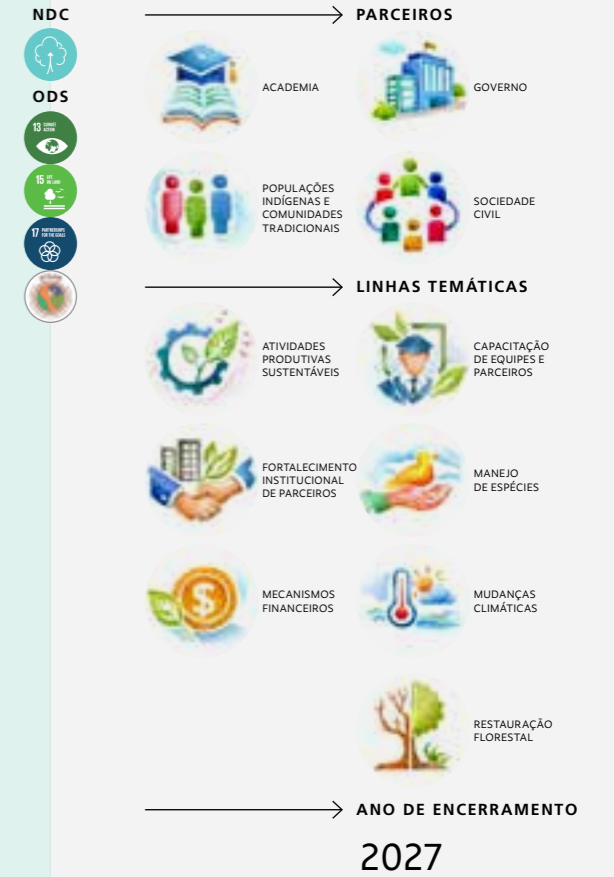 NDC
PARCEIROS
ACADEMIA
GOVERNO
ODS
13 CLIMATE
ACTION
15 LIFE
ON LAND
17 PARTNERSHIPS
FOR THE GOALS
POPULAÇÕES
INDÍGENAS E
COMUNIDADES
TRADICIONAIS
SOCIEDADE
CIVIL
LINHAS TEMÁTICAS
ATIVIDADES
PRODUTIVAS
SUSTENTÁVEIS
CAPACITAÇÃO
DE EQUIPES E
PARCEIROS
FORTALECIMENTO
INSTITUCIONAL
DE PARCEIROS
MANEJO
DE ESPÉCIES
MECANISMOS
FINANCEIROS
$
MUDANÇAS
CLIMÁTICAS
RESTAURAÇÃO
FLORESTAL
ANO DE ENCERRAMENTO
2027